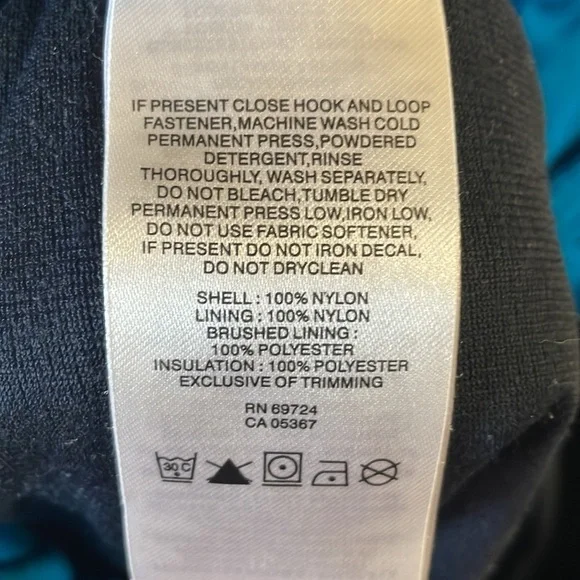 IF PRESENT CLOSE HOOK AND LOOP
FASTENER,MACHINE WASH COLD
PERMANENT PRESS,POWDERED
DETERGENT,RINSE
THOROUGHLY, WASH SEPARATELY,
DO NOT BLEACH,TUMBLE DRY
PERMANENT PRESS LOW,IRON LOW,
DO NOT USE FABRIC SOFTENER,
IF PRESENT DO NOT IRON DECAL,
DO NOT DRYCLEAN
SHELL : 100% NYLON
LINING : 100% NYLON
BRUSHED LINING :
100% POLYESTER
INSULATION : 100% POLYESTER
EXCLUSIVE OF TRIMMING
RN 69724
CA 05367
30 C